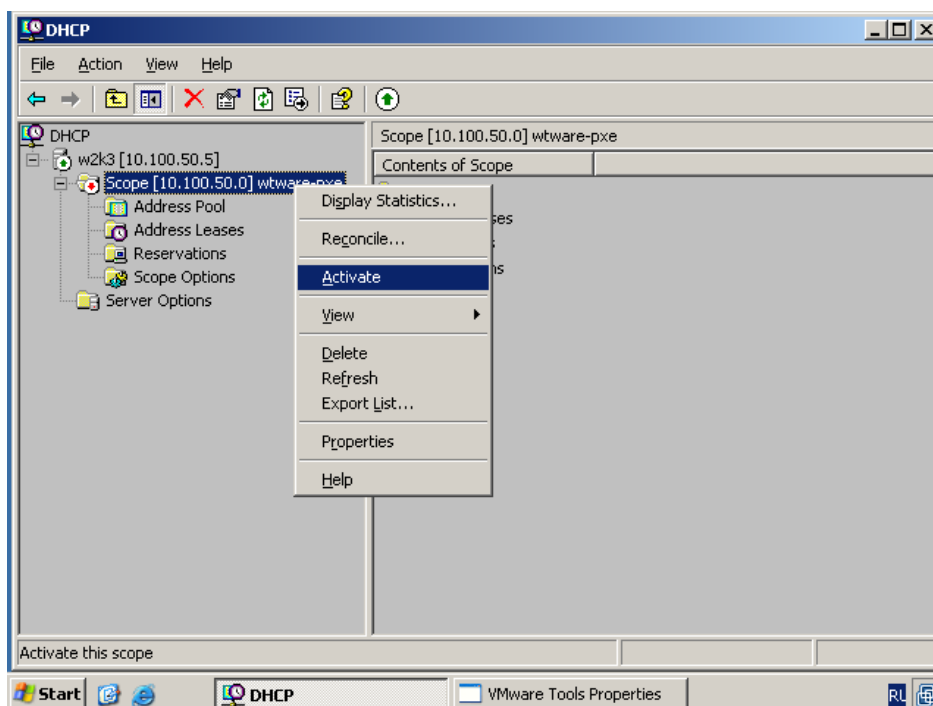 DHCP
File Action View Help
DHCP
Scope [10.100.50.0] wtware-pxe
w2k3 [10.100.50.5]
Contents of Scope
Scope [10.100.50.0] wtware-pxe
Address Pool
Address Leases
Reservations
Scope Options
Server Options
Display Statistics...
Reconcile...
Activate
View
Delete
Refresh
Export List...
Properties
Help
Activate this scope
Start DHCP VMware Tools Properties RU